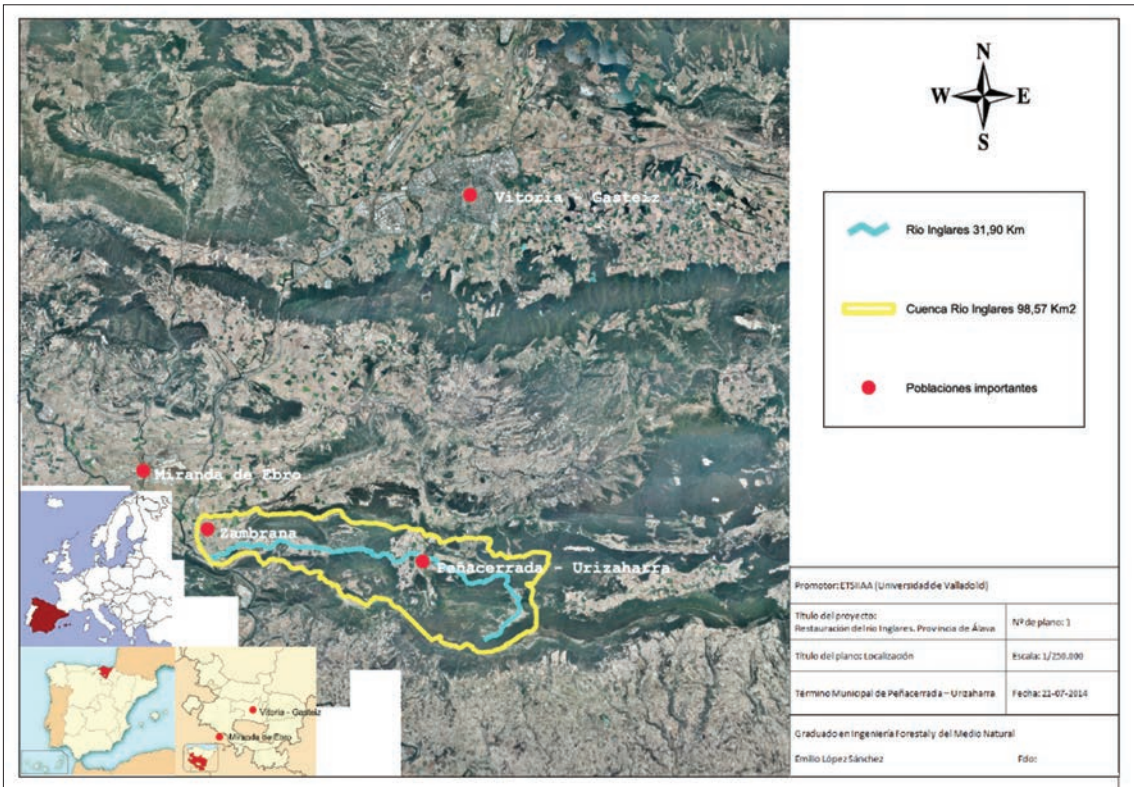 N
W E
S
Vitoria - Gasteiz
Rio Inglares 31,90 Km
Cuenca Río Inglares 98,57 Km2
Poblaciones importantes
Miranda de Ebro
Zambrana
Peñacerrada - Urizaharra
Vitoria - Gasteiz
Miranda de Ebro
Promotor: ETSIIAA (Universidad de Valladolid)
Título del proyecto:
Restauración del río Inglares. Provincia de Álava
Nº de plano: 1
Título del plano: Localización
Escala: 1/250.000
Término Municipal de Peñacerrada – Urizaharra
Fecha: 22-07-2014
Graduado en Ingeniería Forestal y del Medio Natural
Emilio López Sánchez
Fdo: